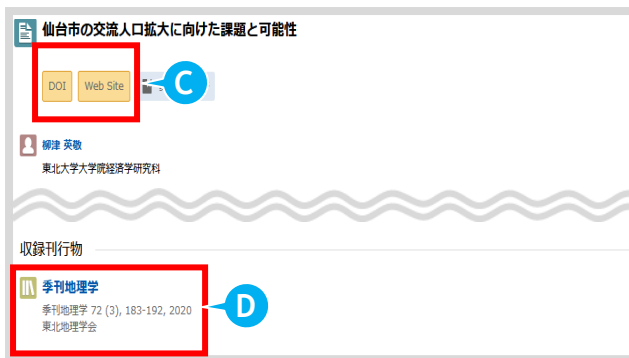 仙台市の交流人口拡大に向けた課題と可能性
DOI
Web Site
C
柳津 英敬
東北大学大学院経済学研究科
収録刊行物
季刊地理学
季刊地理学 72 (3), 183-192, 2020
東北地理学会
D